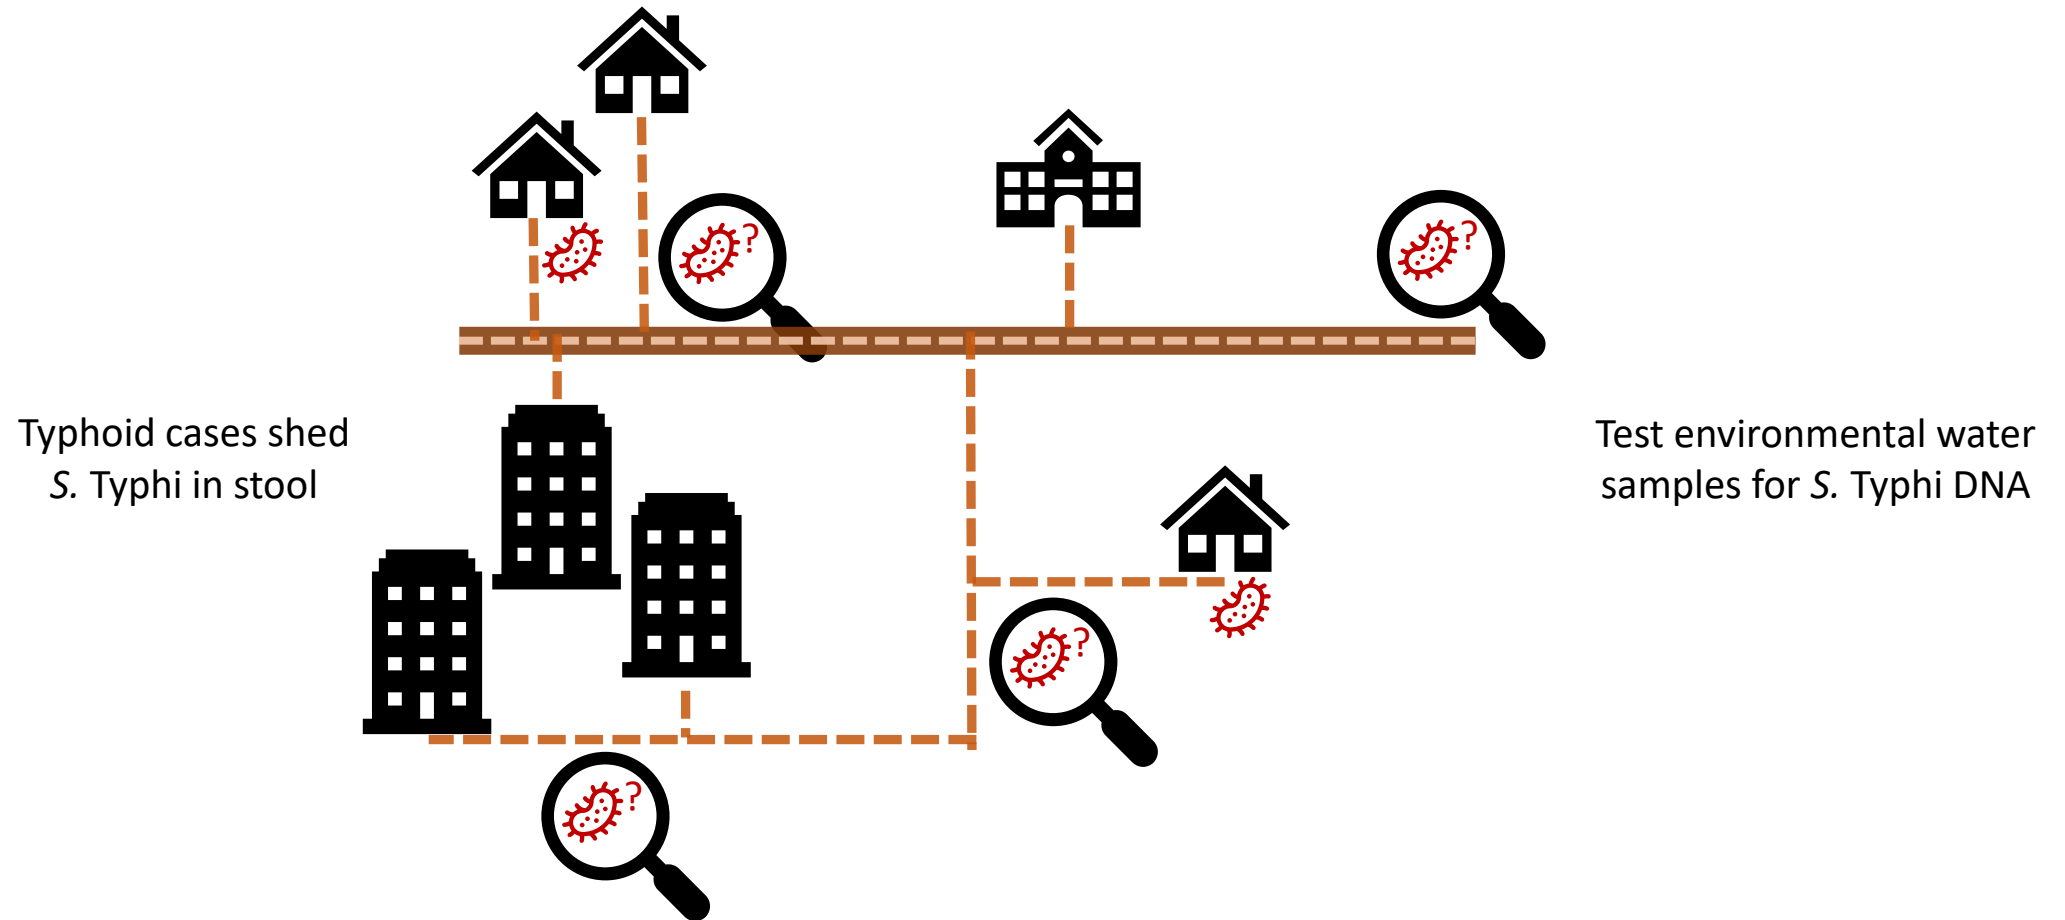 Typhoid cases shed
S. Typhi in stool
?
?
?
?
Test environmental water
samples for S. Typhi DNA